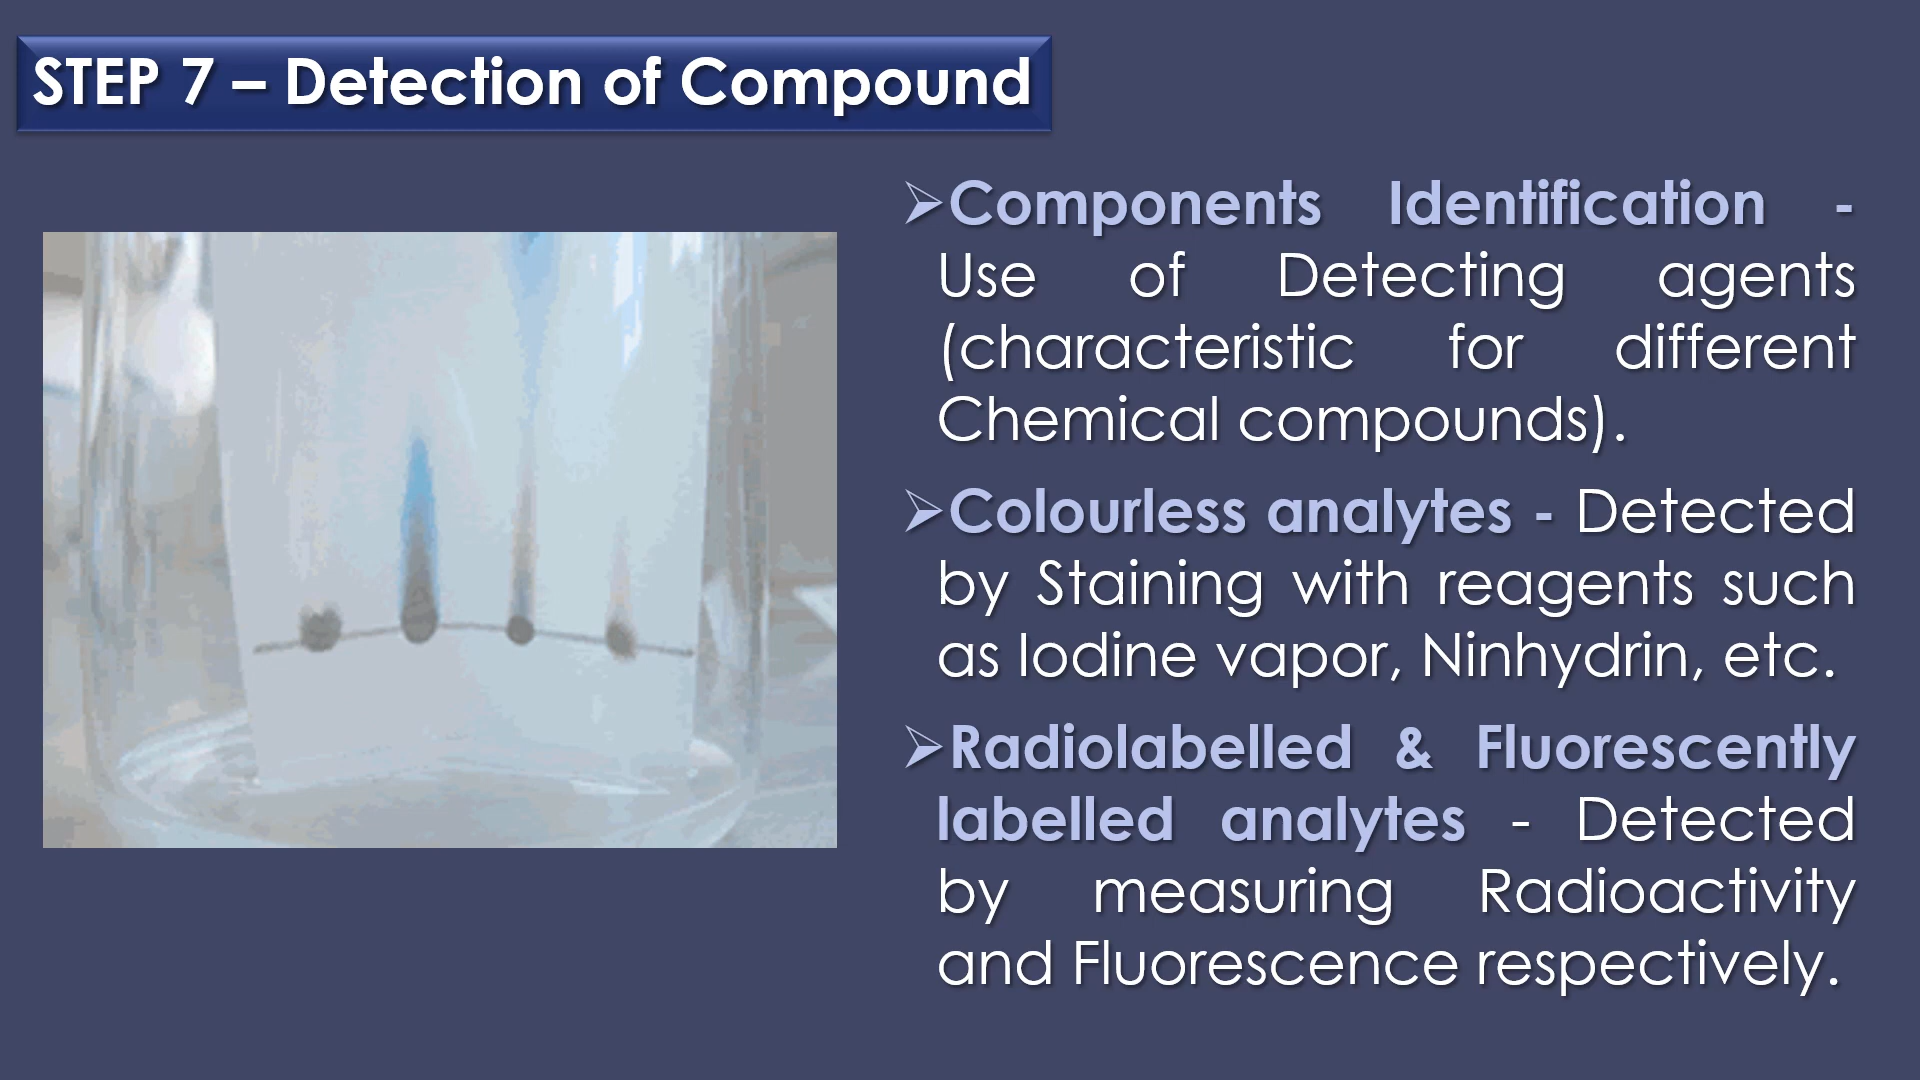 STEP 7 – Detection of Compound
➢Components Identification -
Use of Detecting agents
(characteristic for different
Chemical compounds).
➢Colourless analytes - Detected
by Staining with reagents such
as Iodine vapor, Ninhydrin, etc.
➢Radiolabelled & Fluorescently
labelled analytes - Detected
by measuring Radioactivity
and Fluorescence respectively.